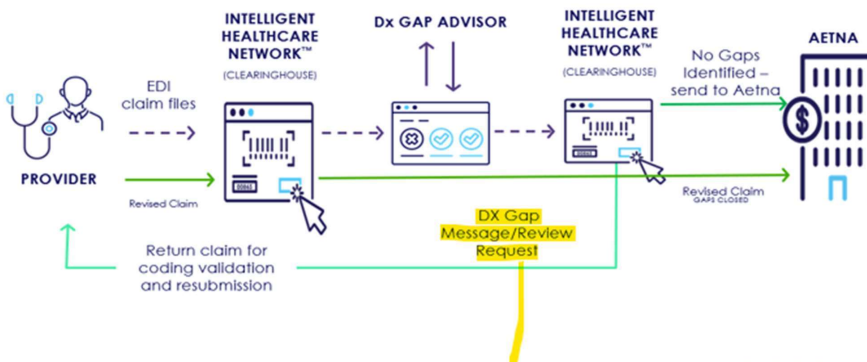 INTELLIGENT
HEALTHCARE
NETWORK™
(CLEARINGHOUSE)
Dx GAP ADVISOR
INTELLIGENT
HEALTHCARE
NETWORK™
(CLEARINGHOUSE)
AETNA
EDI
claim files
No Gaps
Identified –
send to Aetna
$
PROVIDER
Revised Claim
Revised Claim
GAPS CLOSED
DX Gap
Message/Review
Request
Return claim for
coding validation
and resubmission